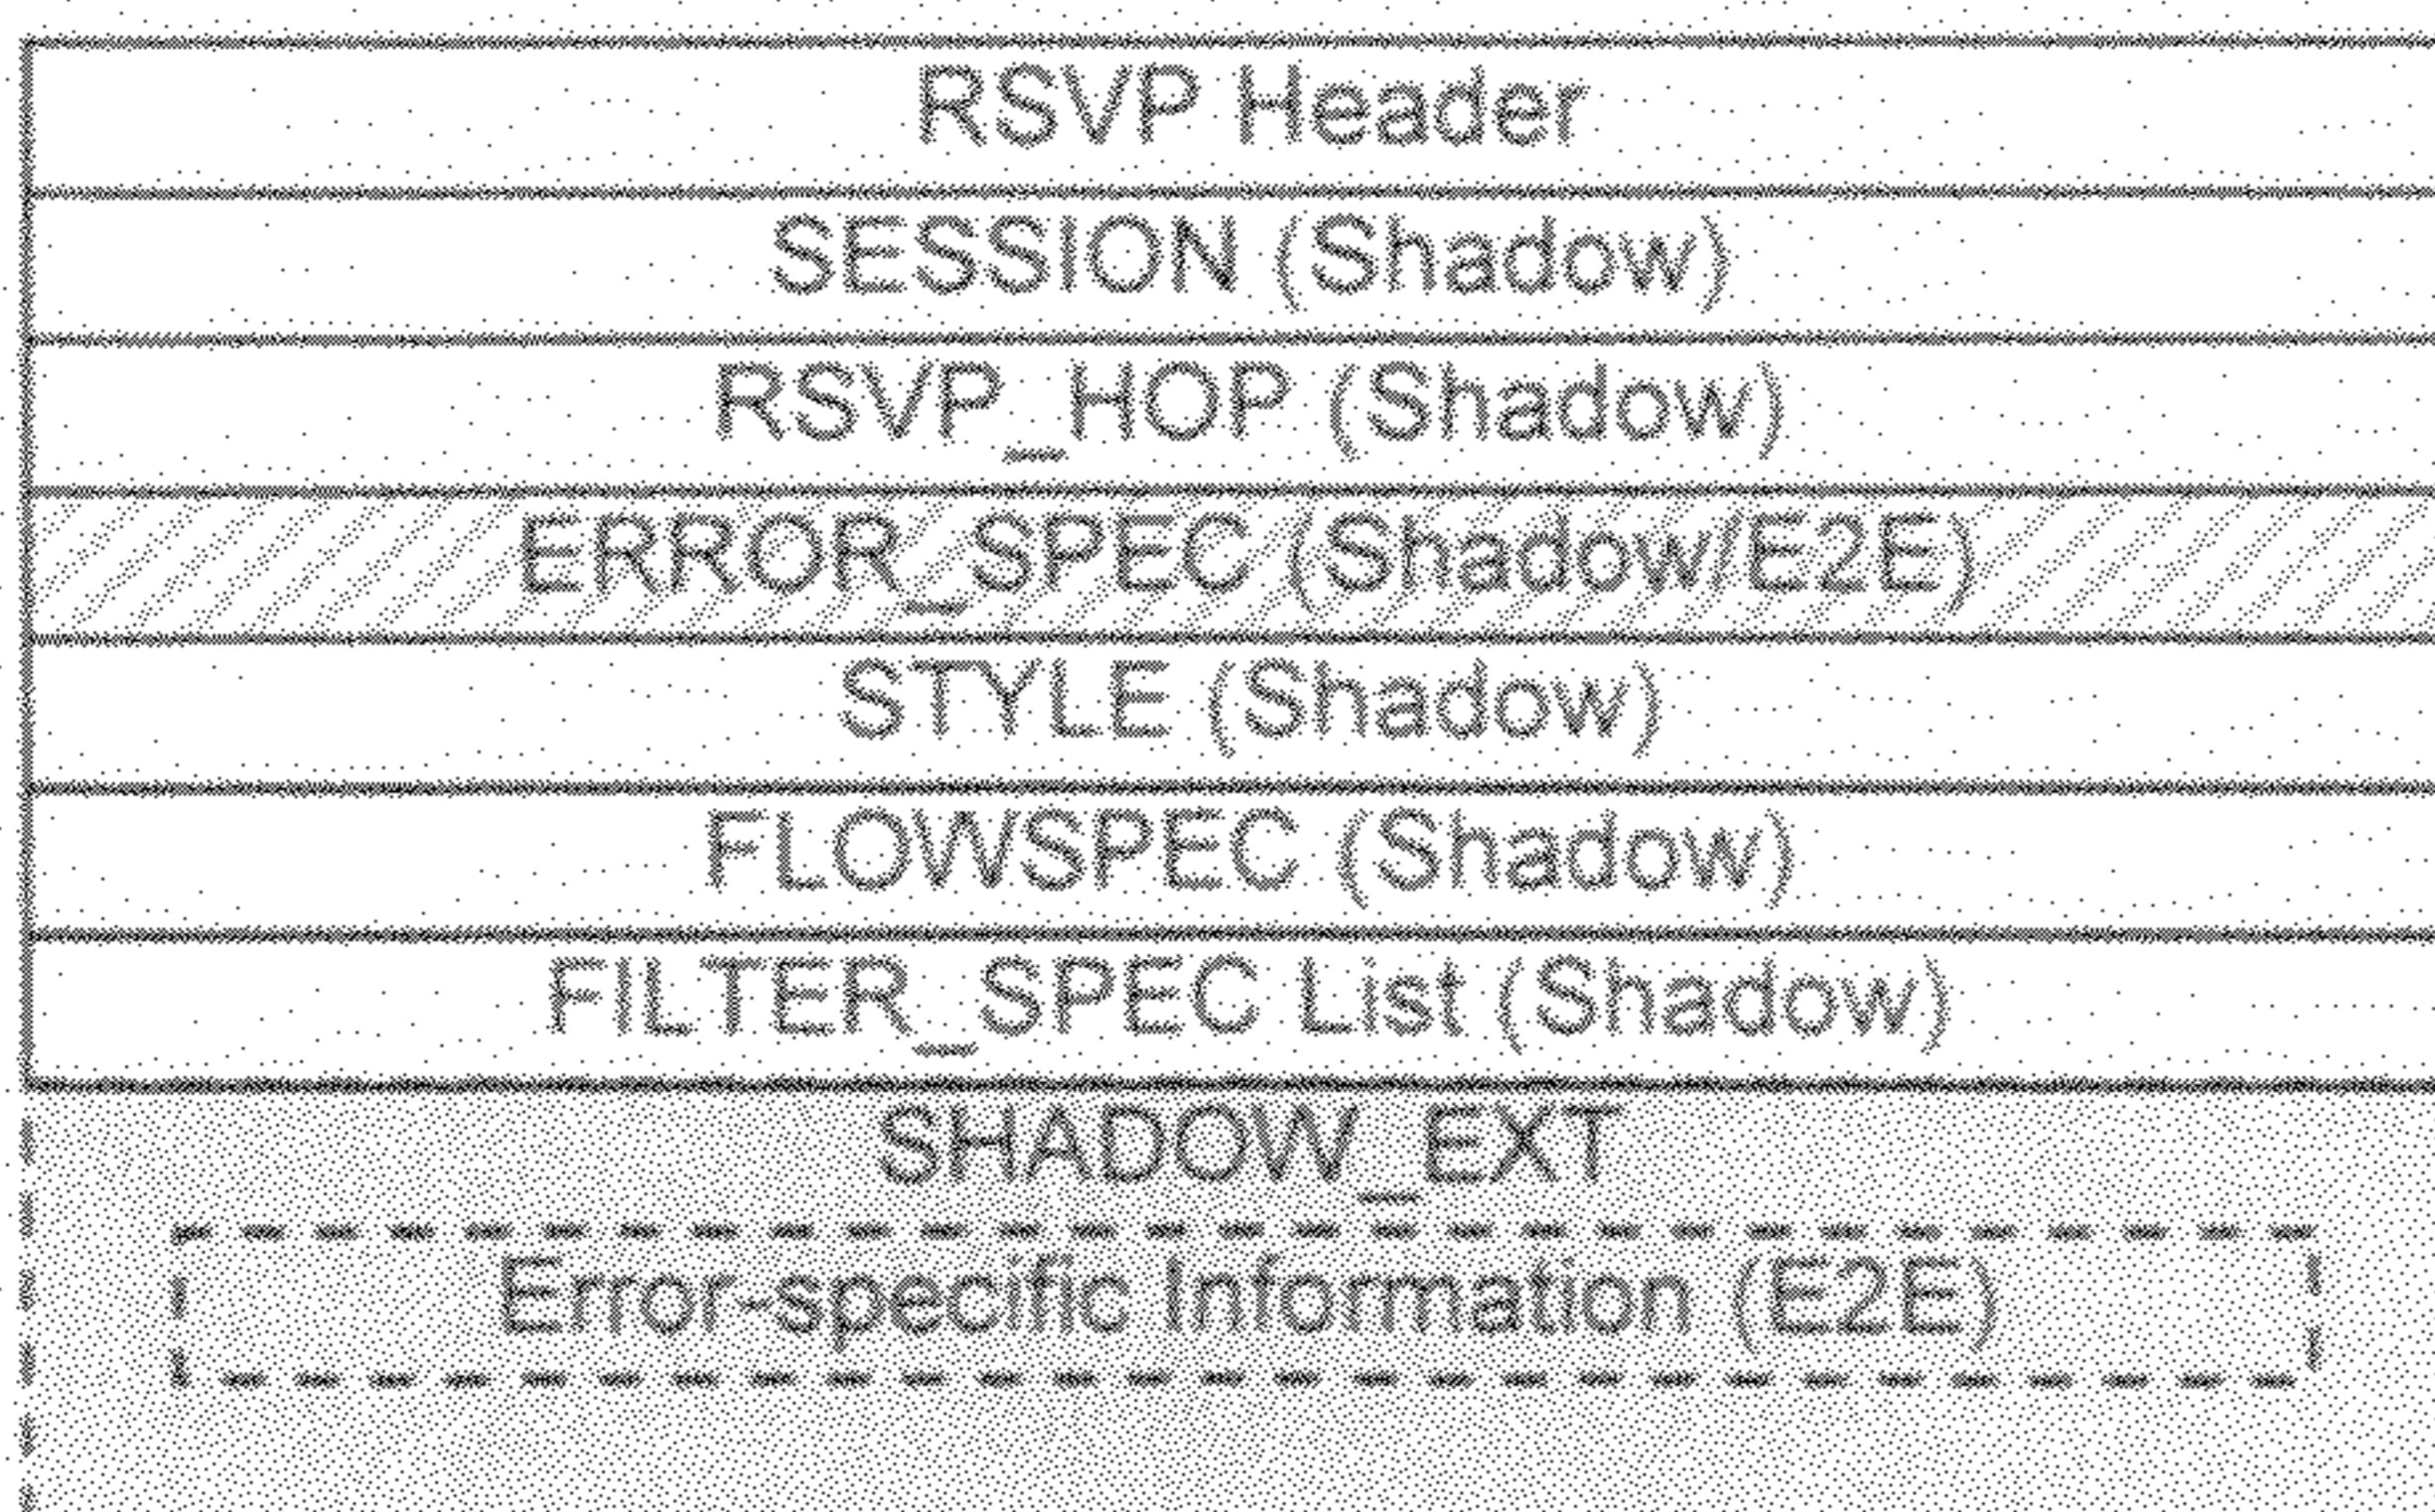 RSVP Header
SESSION (Shadow)
RSVP_HOP (Shadow)
ERROR_SPEC (Shadow/E2E)
STYLE (Shadow)
FLOWSPEC (Shadow)
FILTER_SPEC List (Shadow)
SHADOW_EXT
Error-specific Information (E2E)